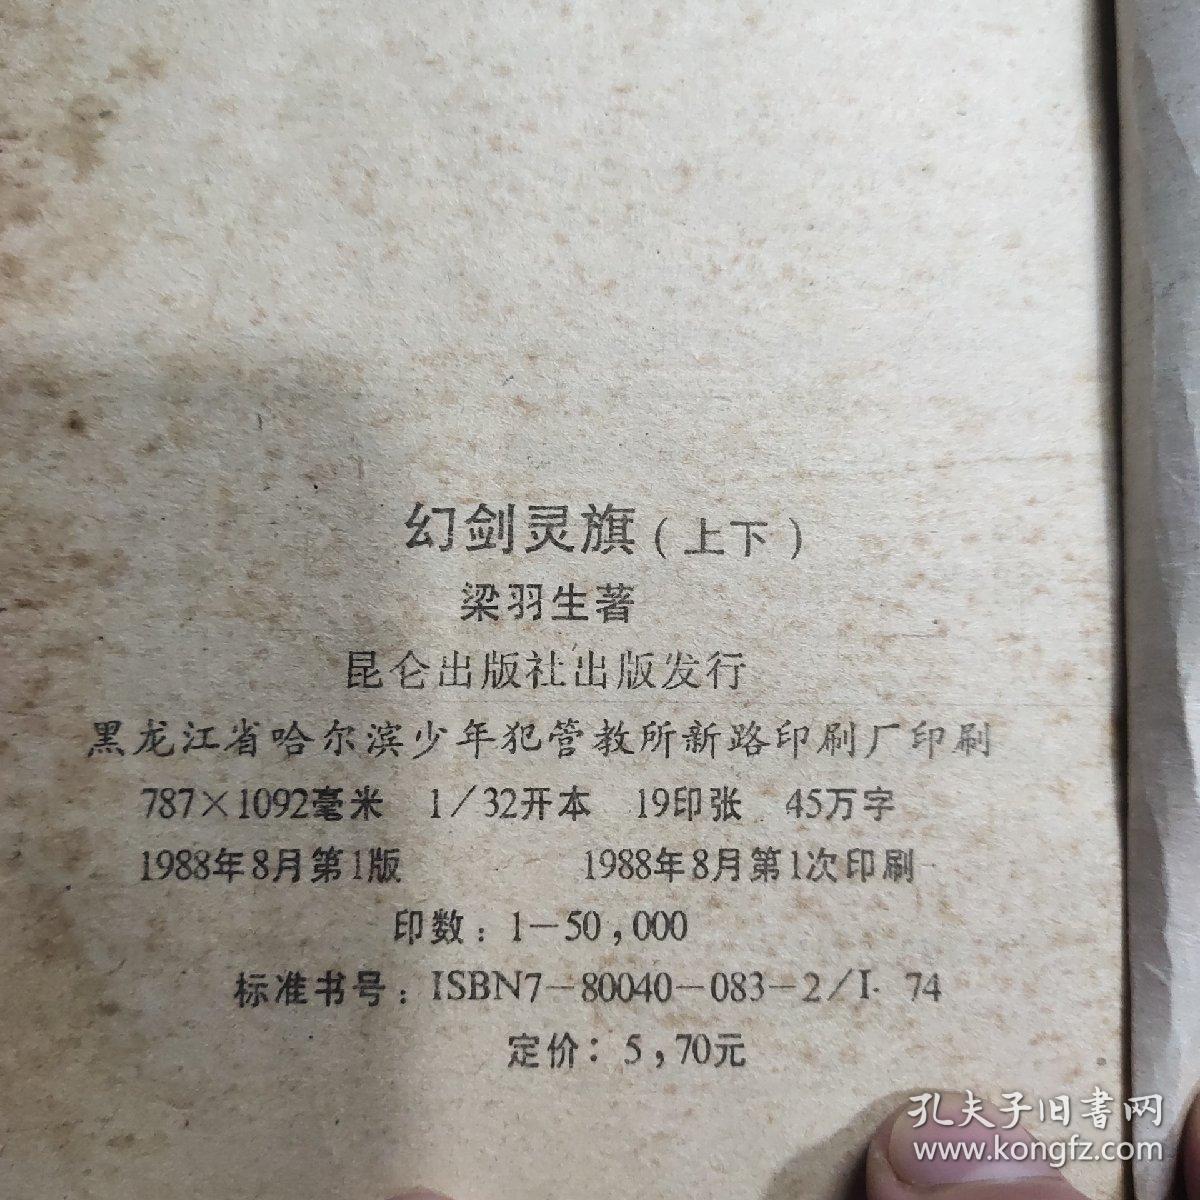 幻剑灵旗(上下)
梁羽生著
昆仑出版社出版发行
黑龙江省哈尔滨少年犯管教所新路印刷厂印刷
787×1092毫米 1/32开本 19印张 45万字
1988年8月第1版 1988年8月第1次印刷
印数:1—50,000
标准书号:ISBN7—80040—083—2/I·74
定价:5,70元
孔夫子旧書网
www.kongfz.com